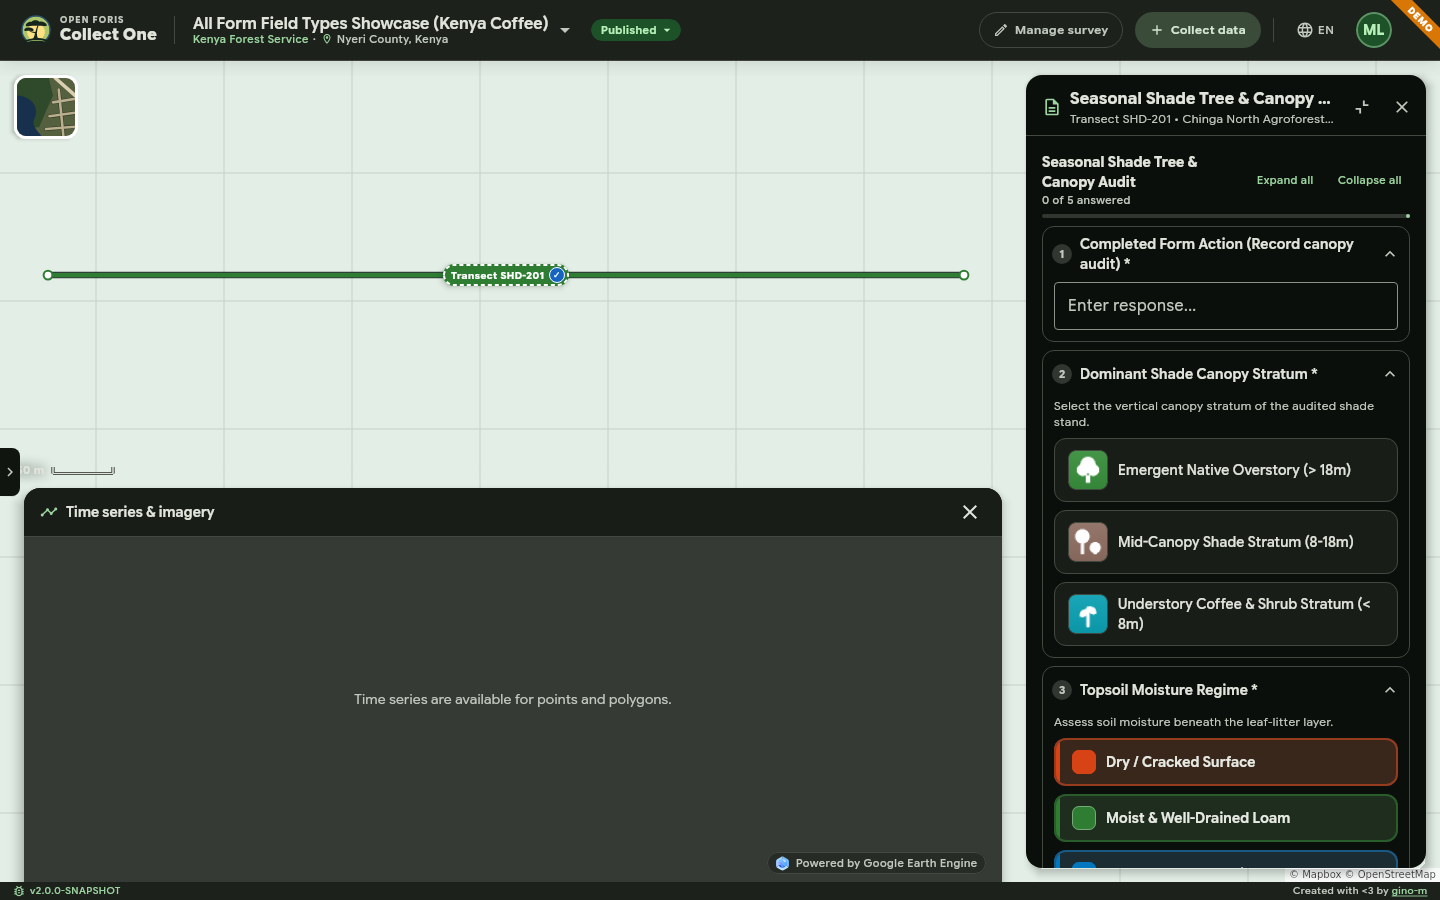 OPEN FORIS
Collect One
All Form Field Types Showcase (Kenya Coffee)
Kenya Forest Service · Nyeri County, Kenya
Published
Manage survey
Collect data
EN
ML
DEMO
Transect SHD-201
0 m
Seasonal Shade Tree & Canopy ...
Transect SHD-201 • Chinga North Agroforest...
Seasonal Shade Tree &
Canopy Audit
Expand all
Collapse all
0 of 5 answered
1
Completed Form Action (Record canopy
audit) *
Enter response...
2
Dominant Shade Canopy Stratum *
Select the vertical canopy stratum of the audited shade
stand.
Emergent Native Overstory (> 18m)
Mid-Canopy Shade Stratum (8-18m)
Understory Coffee & Shrub Stratum (<
8m)
3
Topsoil Moisture Regime *
Assess soil moisture beneath the leaf-litter layer.
Dry / Cracked Surface
Moist & Well-Drained Loam
Time series & imagery
Time series are available for points and polygons.
Powered by Google Earth Engine
© Mapbox © OpenStreetMap
v2.0.0-SNAPSHOT
Created with <3 by gino-m